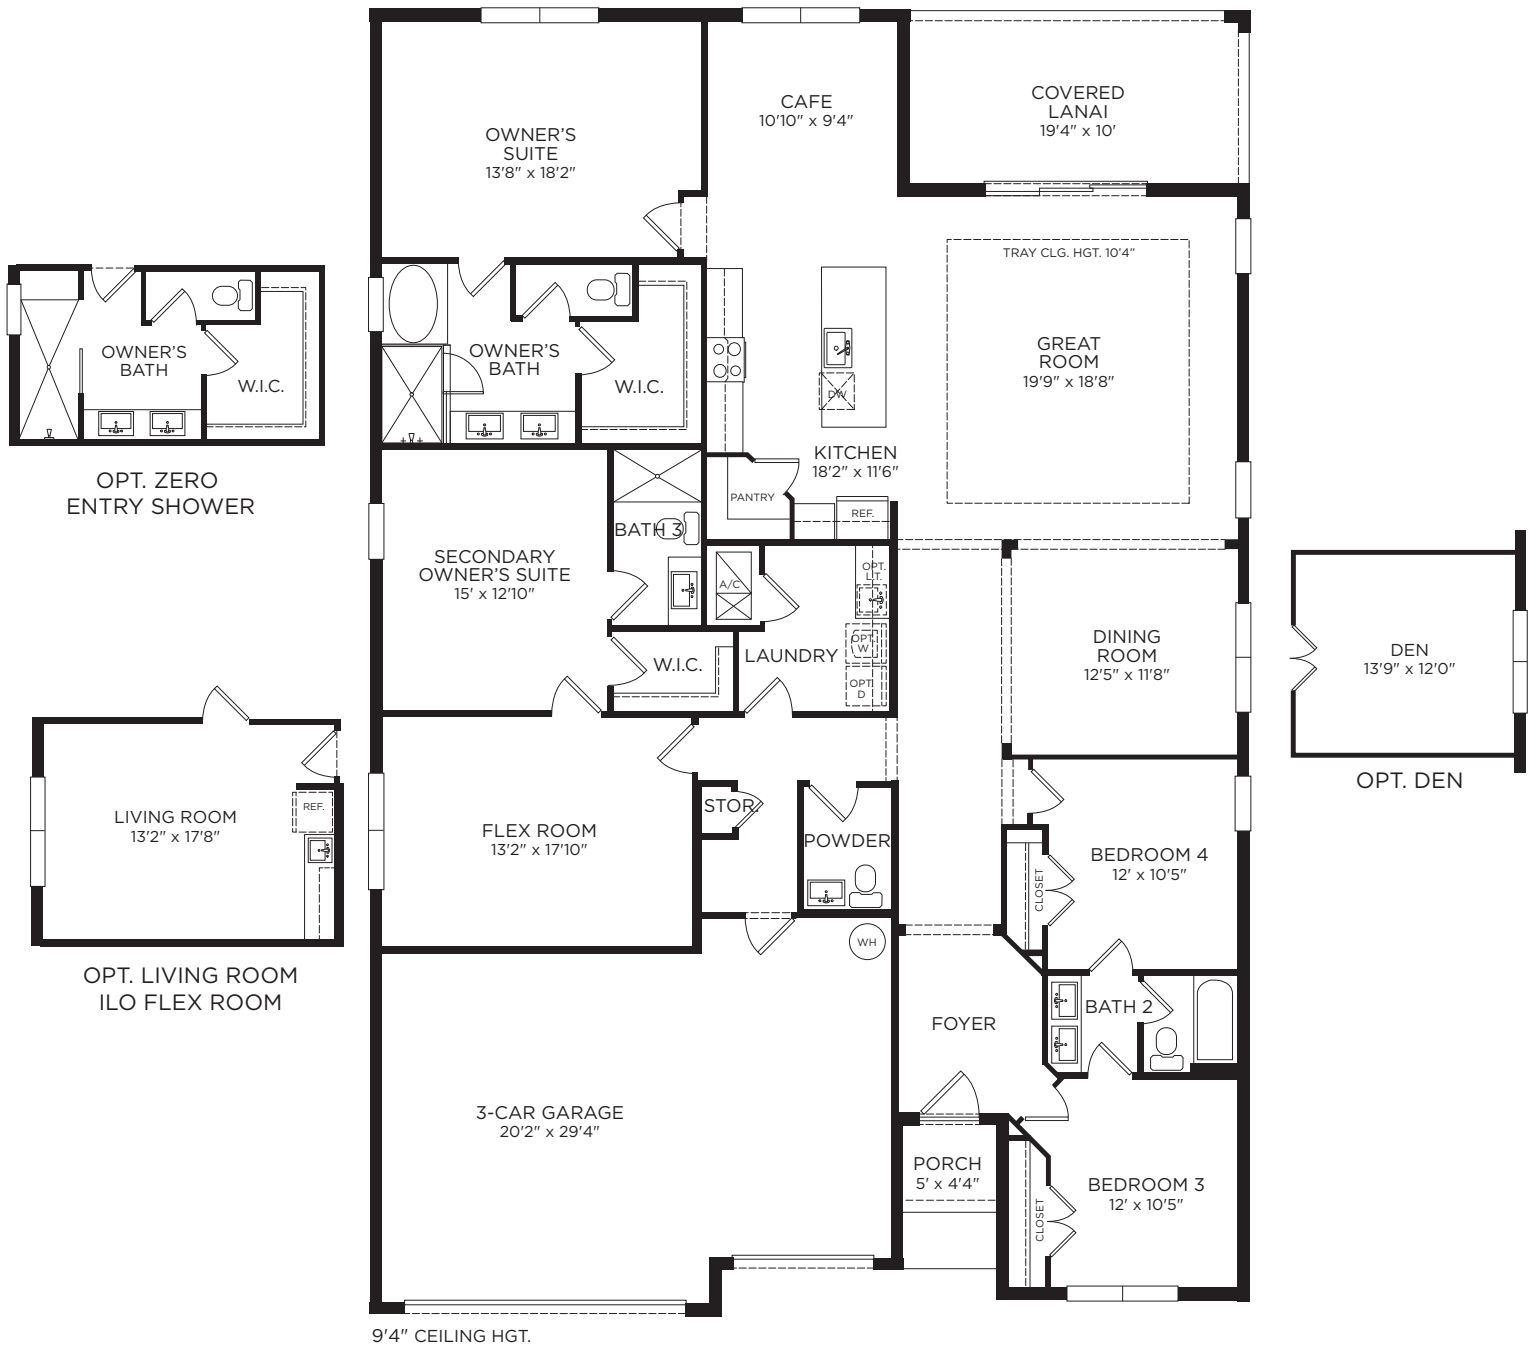 CAFE
10'10" x 9'4"
COVERED
LANAI
19'4" x 10'
OWNER'S
SUITE
13'8" x 18'2"
TRAY CLG. HGT. 10'4"
OWNER'S
BATH
W.I.C.
OPT. ZERO
ENTRY SHOWER
OWNER'S
BATH
W.I.C.
DW
GREAT
ROOM
19'9" x 18'8"
KITCHEN
18'2" x 11'6"
PANTRY
REF.
BATH 3
SECONDARY
OWNER'S SUITE
15' x 12'10"
A/C
OPT.
L.T.
OPT.
W
OPT.
D
LAUNDRY
W.I.C.
DINING
ROOM
12'5" x 11'8"
DEN
13'9" x 12'0"
OPT. DEN
LIVING ROOM
13'2" x 17'8"
REF.
OPT. LIVING ROOM
ILO FLEX ROOM
FLEX ROOM
13'2" x 17'10"
STOR.
POWDER
BEDROOM 4
12' x 10'5"
CLOSET
WH
FOYER
BATH 2
3-CAR GARAGE
20'2" x 29'4"
PORCH
5' x 4'4"
BEDROOM 3
12' x 10'5"
CLOSET
9'4" CEILING HGT.